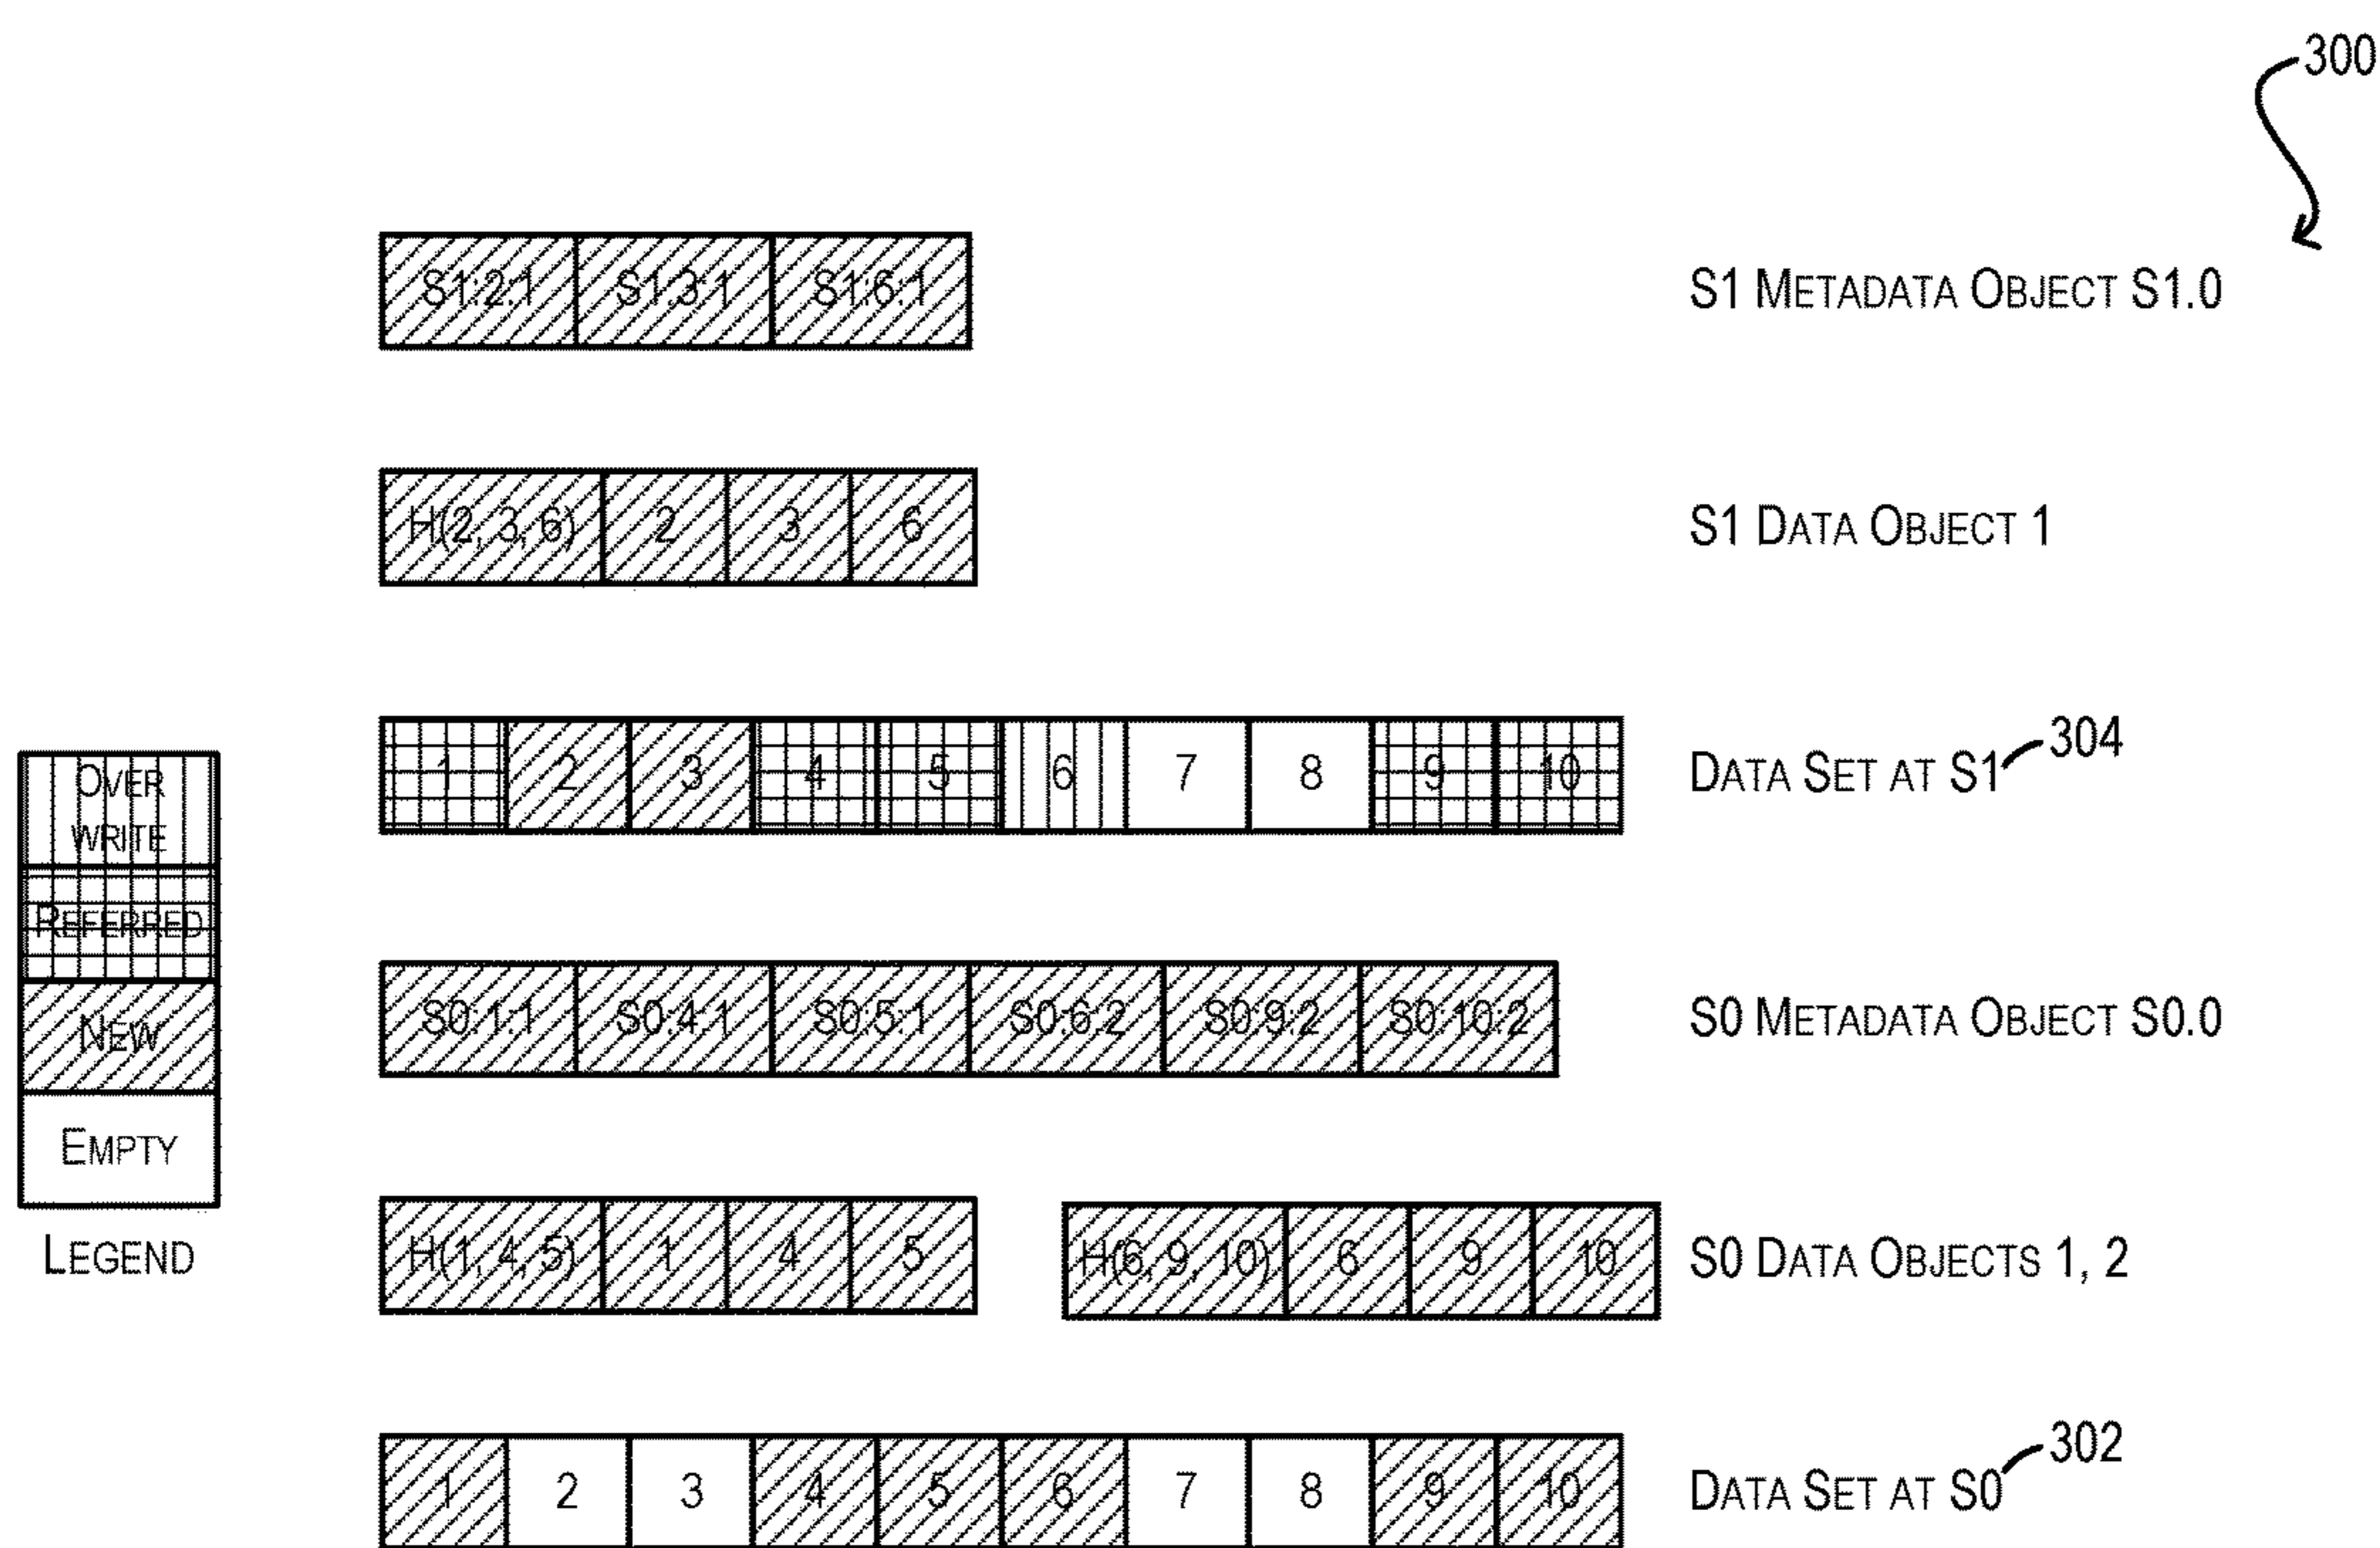 300
S1:2:1 S1:3:1 S1:6:1 S1 METADATA OBJECT S1.0
H(2, 3, 6) 2 3 6 S1 DATA OBJECT 1
1 2 3 4 5 6 7 8 9 10 DATA SET AT S1 304
OVER
WRITE
REFERRED
NEW
EMPTY
LEGEND
S0:1:1 S0:4:1 S0:5:1 S0:6:2 S0:9:2 S0:10:2 S0 METADATA OBJECT S0.0
H(1, 4, 5) 1 4 5 H(6, 9, 10) 6 9 10 S0 DATA OBJECTS 1, 2
1 2 3 4 5 6 7 8 9 10 DATA SET AT S0 302